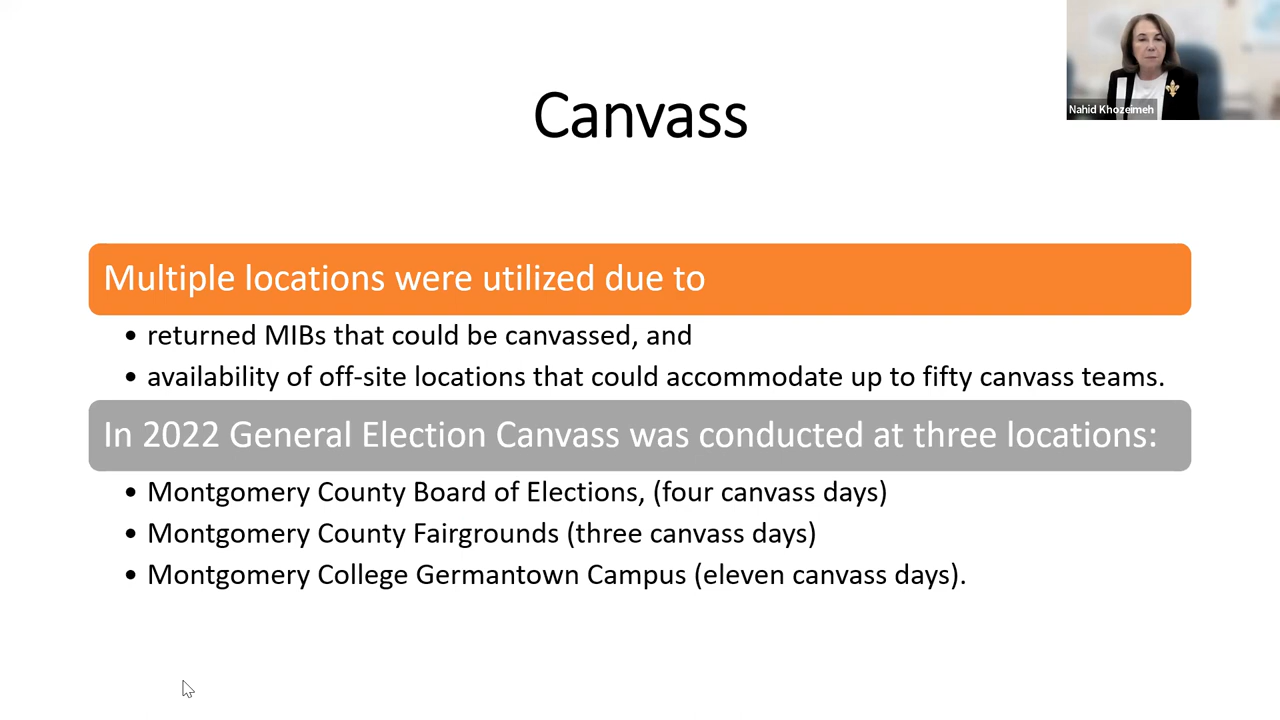 Nahid Khozeimeh
Canvass
Multiple locations were utilized due to
• returned MIBs that could be canvassed, and
• availability of off-site locations that could accommodate up to fifty canvass teams.
In 2022 General Election Canvass was conducted at three locations:
• Montgomery County Board of Elections, (four canvass days)
• Montgomery County Fairgrounds (three canvass days)
• Montgomery College Germantown Campus (eleven canvass days).